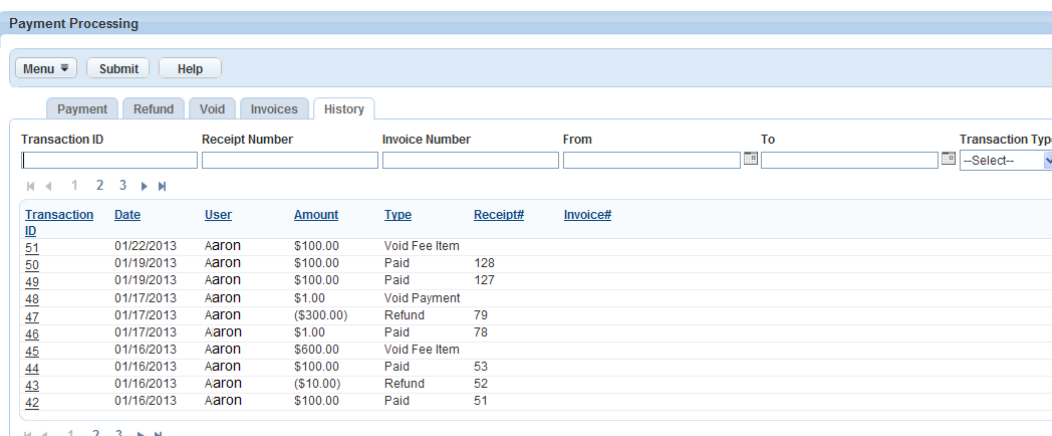 Payment Processing
Menu Submit Help
Payment Refund Void Invoices History
Transaction ID Receipt Number Invoice Number From To Transaction Type
--Select--
1 2 3
Transaction ID Date User Amount Type Receipt# Invoice#
51 01/22/2013 Aaron $100.00 Void Fee Item
50 01/19/2013 Aaron $100.00 Paid 128
49 01/19/2013 Aaron $100.00 Paid 127
48 01/17/2013 Aaron $1.00 Void Payment
47 01/17/2013 Aaron ($300.00) Refund 79
46 01/17/2013 Aaron $1.00 Paid 78
45 01/16/2013 Aaron $600.00 Void Fee Item
44 01/16/2013 Aaron $100.00 Paid 53
43 01/16/2013 Aaron ($10.00) Refund 52
42 01/16/2013 Aaron $100.00 Paid 51
1 2 3